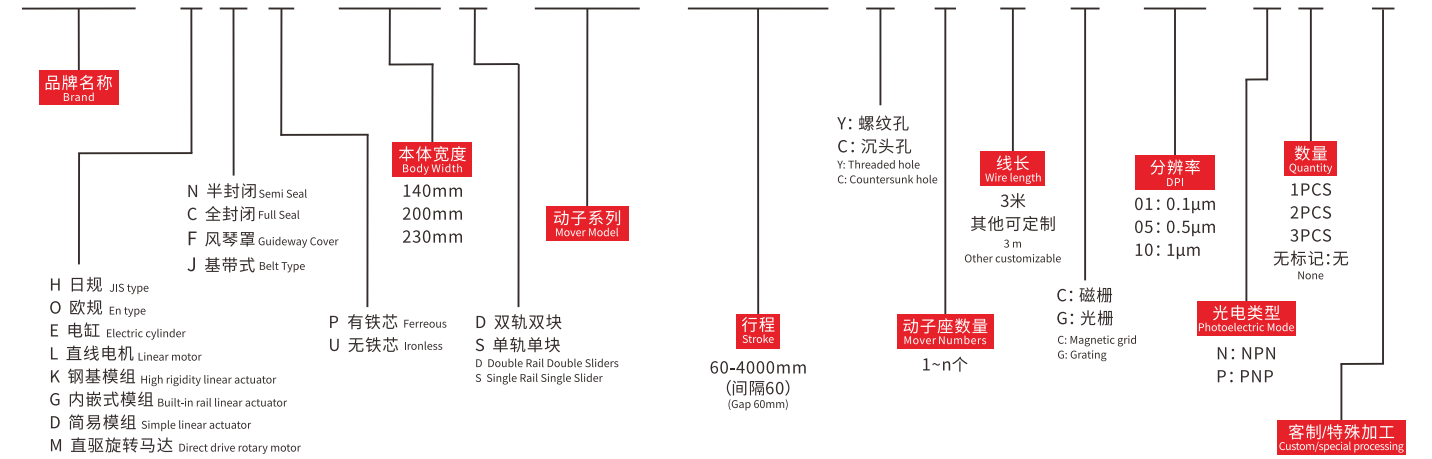 品牌名称
Brand
H 日规 JIS type
O 欧规 En type
E 电缸 Electric cylinder
L 直线电机 Linear motor
K 钢基模组 High rigidity linear actuator
G 内嵌式模组 Built-in rail linear actuator
D 简易模组 Simple linear actuator
M 直驱旋转马达 Direct drive rotary motor
N 半封闭 Semi Seal
C 全封闭 Full Seal
F 风琴罩 Guideway Cover
J 基带式 Belt Type
P 有铁芯 Ferreous
U 无铁芯 Ironless
本体宽度
Body Width
140mm
200mm
230mm
D 双轨双块
S 单轨单块
D Double Rail Double Sliders
S Single Rail Single Slider
动子系列
Mover Model
行程
Stroke
60-4000mm
（间隔60）
(Gap 60mm)
Y：螺纹孔
C：沉头孔
Y: Threaded hole
C: Countersunk hole
动子座数量
Mover Numbers
1~n个
线长
Wire length
3米
其他可定制
3 m
Other customizable
C：磁栅
G：光栅
C: Magnetic grid
G: Grating
分辨率
DPI
01：0.1μm
05：0.5μm
10：1μm
光电类型
Photoelectric Mode
N：NPN
P：PNP
数量
Quantity
1PCS
2PCS
3PCS
无标记：无
None
客制/特殊加工
Custom/special processing